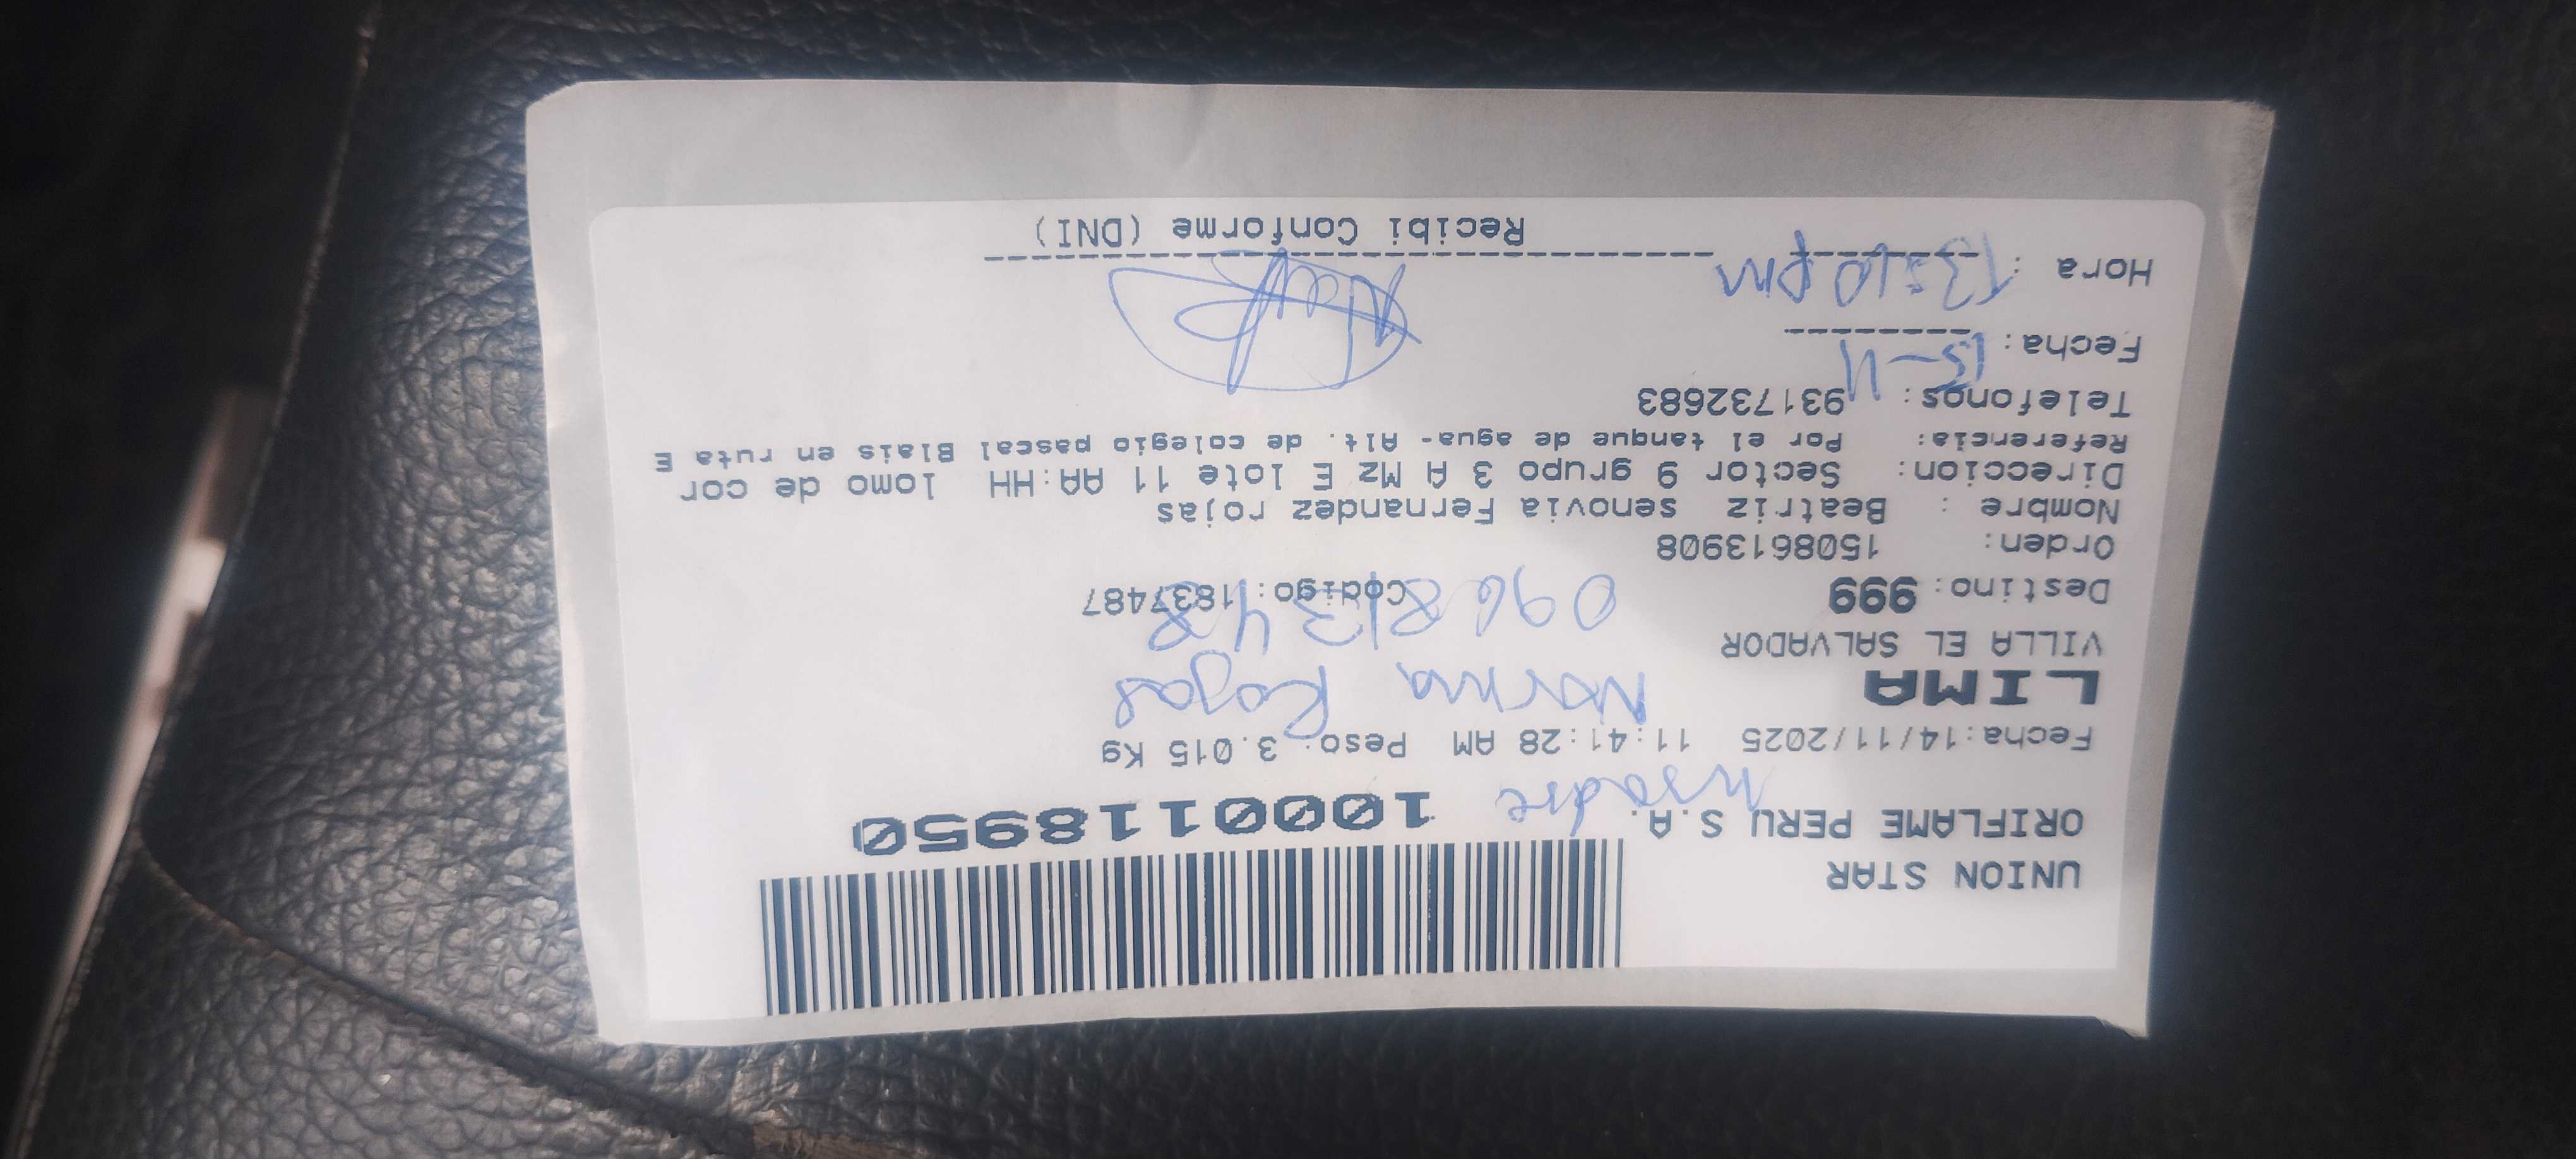 UNION STAR
ORIFLAME PERU S.A. 1000118950
madre
Fecha:14/11/2025 11:41:28 AM Peso: 3.015 Kg
LIMA
Norma Rojas
VILLA EL SALVADOR
Destino: 999 Codigo: 1837487
09681348
Orden: 1508613908
Nombre : Beatriz senovia Fernandez rojas
Direccion: Sector 9 grupo 3 A Mz E lote 11 AA:HH lomo de cor
Referencia: Por el tanque de agua- Alt. de colegio pascal Blais en ruta E
Telefonos: 931732683
Fecha: 15-11
Hora : 13:10 pm
Recibi Conforme (DNI)